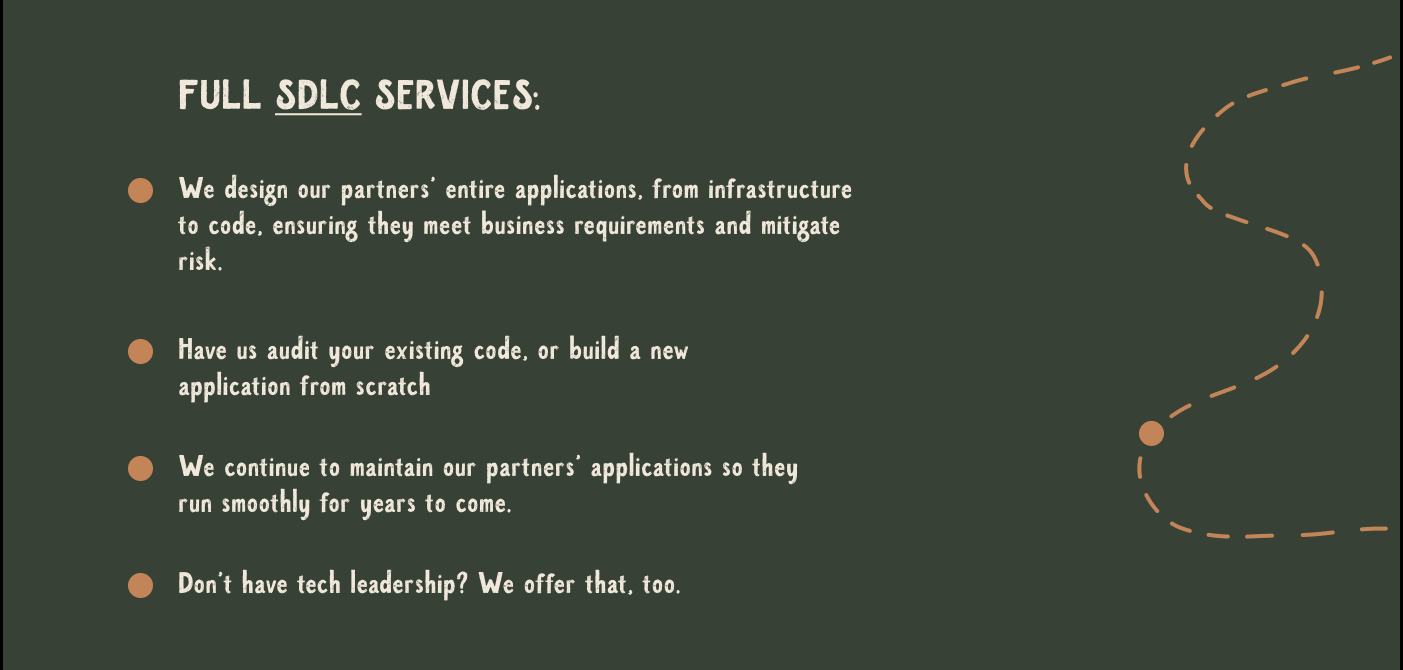 FULL SDLC SERVICES:
We design our partners’ entire applications, from infrastructure
to code, ensuring they meet business requirements and mitigate
risk.
Have us audit your existing code, or build a new
application from scratch
We continue to maintain our partners’ applications so they
run smoothly for years to come.
Don’t have tech leadership? We offer that, too.